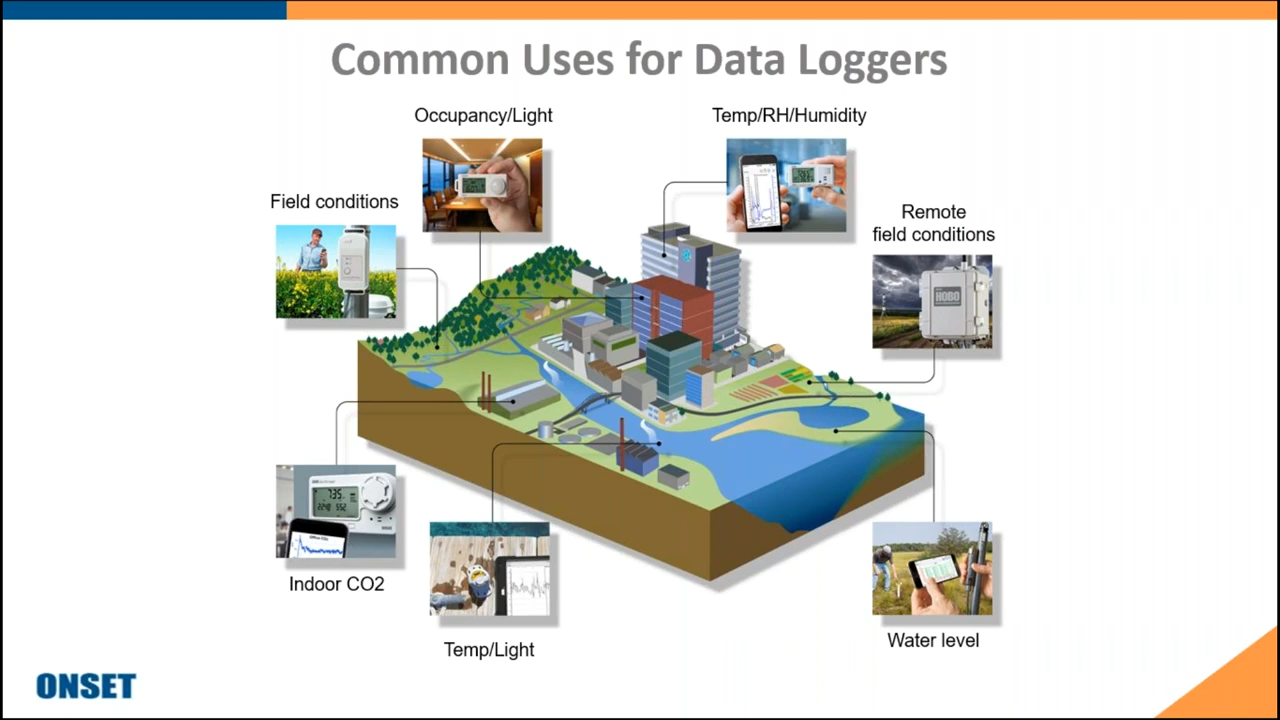 Common Uses for Data Loggers
Occupancy/Light
Temp/RH/Humidity
Field conditions
Remote
field conditions
HOBO
Indoor CO2
Temp/Light
Water level
ONSET